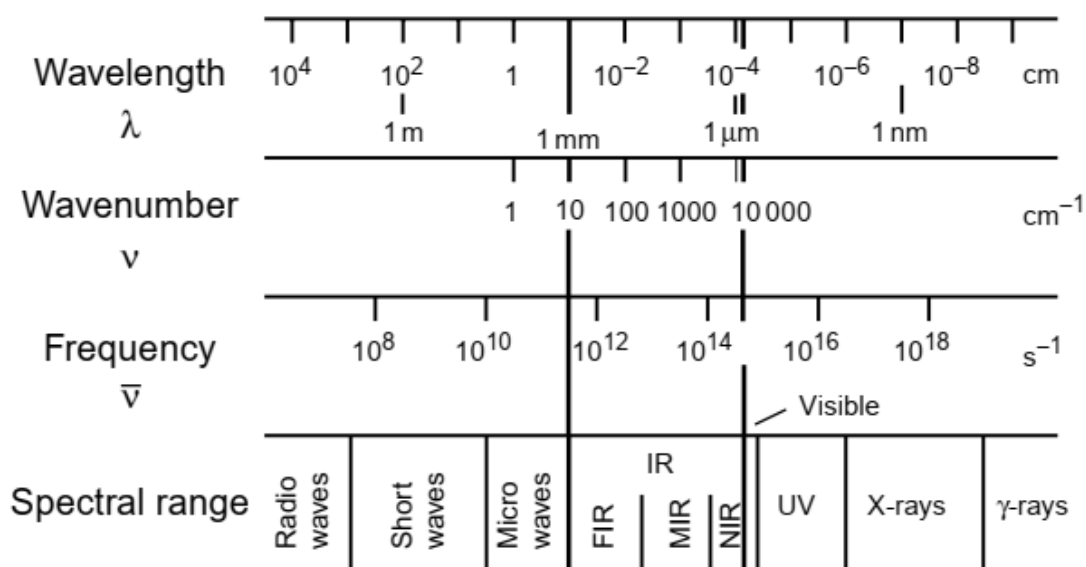 Wavelength 10⁴ 10² 1 10⁻² 10⁻⁴ 10⁻⁶ 10⁻⁸ cm
λ 1 m 1 mm 1 μm 1 nm
Wavenumber 1 10 100 1000 10 000 cm⁻¹
ν
Frequency 10⁸ 10¹⁰ 10¹² 10¹⁴ 10¹⁶ 10¹⁸ s⁻¹
ν̅
Visible
IR
Spectral range Radio waves Short waves Micro waves FIR MIR NIR UV X-rays γ-rays